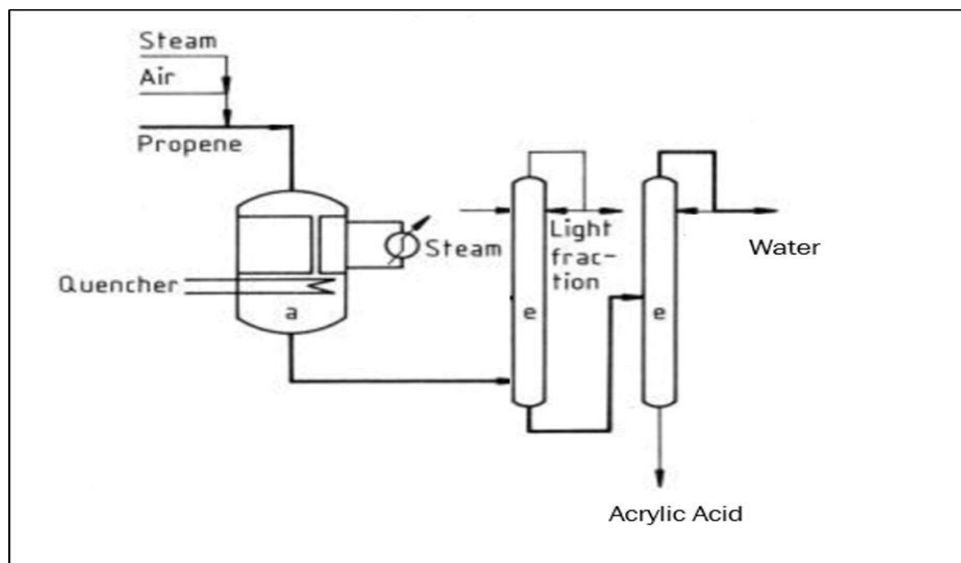 Steam
Air
Propene
Steam
Quencher
a
Light
frac-
tion
e
e
Water
Acrylic Acid